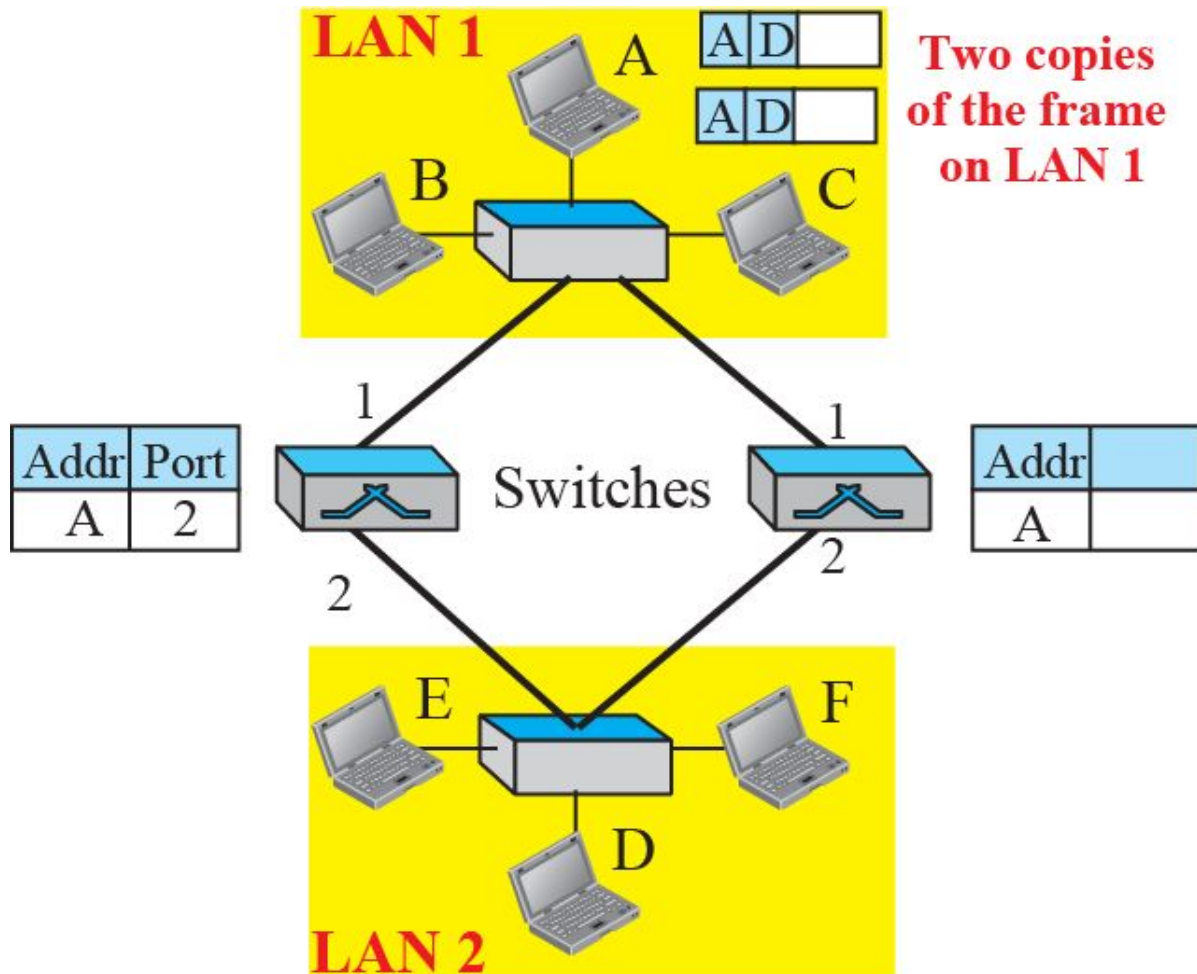 LAN 1
A
A D
A D
Two copies
of the frame
on LAN 1
B
C
1
1
Addr Port
A 2
Switches
Addr
A
2
2
E
F
D
LAN 2